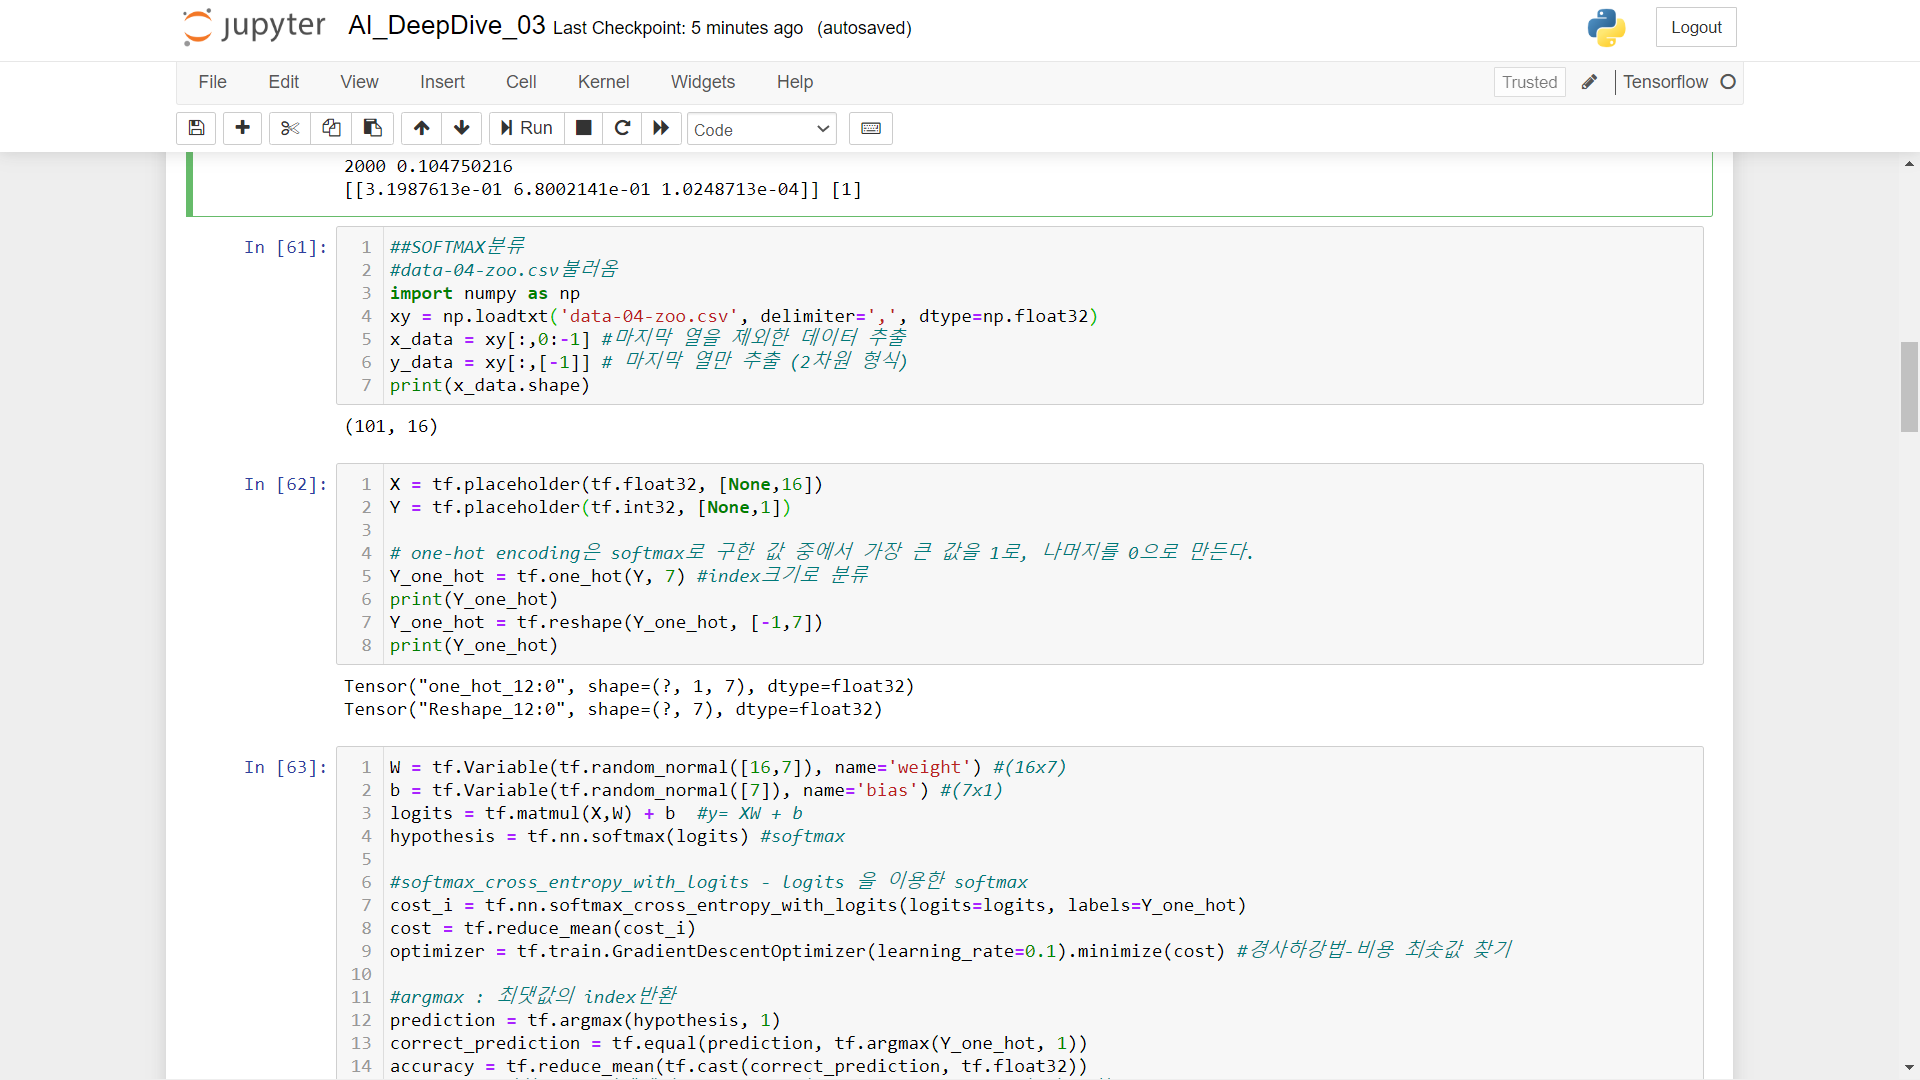 jupyter AI_DeepDive_03 Last Checkpoint: 5 minutes ago (autosaved) Logout
File Edit View Insert Cell Kernel Widgets Help Trusted Tensorflow
Run Code
2000 0.104750216
[[3.1987613e-01 6.8002141e-01 1.0248713e-04]] [1]
In [61]:
1 ##SOFTMAX분류
2 #data-04-zoo.csv불러옴
3 import numpy as np
4 xy = np.loadtxt('data-04-zoo.csv', delimiter=',', dtype=np.float32)
5 x_data = xy[:,0:-1] #마지막 열을 제외한 데이터 추출
6 y_data = xy[:,[-1]] # 마지막 열만 추출 (2차원 형식)
7 print(x_data.shape)
(101, 16)
In [62]:
1 X = tf.placeholder(tf.float32, [None,16])
2 Y = tf.placeholder(tf.int32, [None,1])
3
4 # one-hot encoding은 softmax로 구한 값 중에서 가장 큰 값을 1로, 나머지를 0으로 만든다.
5 Y_one_hot = tf.one_hot(Y, 7) #index크기로 분류
6 print(Y_one_hot)
7 Y_one_hot = tf.reshape(Y_one_hot, [-1,7])
8 print(Y_one_hot)
Tensor("one_hot_12:0", shape=(?, 1, 7), dtype=float32)
Tensor("Reshape_12:0", shape=(?, 7), dtype=float32)
In [63]:
1 W = tf.Variable(tf.random_normal([16,7]), name='weight') #(16x7)
2 b = tf.Variable(tf.random_normal([7]), name='bias') #(7x1)
3 logits = tf.matmul(X,W) + b  #y= XW + b
4 hypothesis = tf.nn.softmax(logits) #softmax
5
6 #softmax_cross_entropy_with_logits - logits 을 이용한 softmax
7 cost_i = tf.nn.softmax_cross_entropy_with_logits(logits=logits, labels=Y_one_hot)
8 cost = tf.reduce_mean(cost_i)
9 optimizer = tf.train.GradientDescentOptimizer(learning_rate=0.1).minimize(cost) #경사하강법-비용 최솟값 찾기
10
11 #argmax : 최댓값의 index반환
12 prediction = tf.argmax(hypothesis, 1)
13 correct_prediction = tf.equal(prediction, tf.argmax(Y_one_hot, 1))
14 accuracy = tf.reduce_mean(tf.cast(correct_prediction, tf.float32))